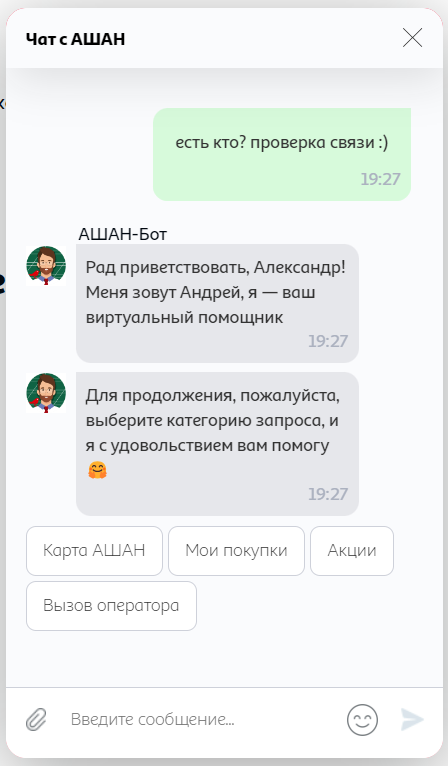 Чат с АШАН
есть кто? проверка связи :)
19:27
АШАН-Бот
Рад приветствовать, Александр!
Меня зовут Андрей, я — ваш
виртуальный помощник
19:27
Для продолжения, пожалуйста,
выберите категорию запроса, и
я с удовольствием вам помогу
🤗
19:27
Карта АШАН
Мои покупки
Акции
Вызов оператора
Введите сообщение...